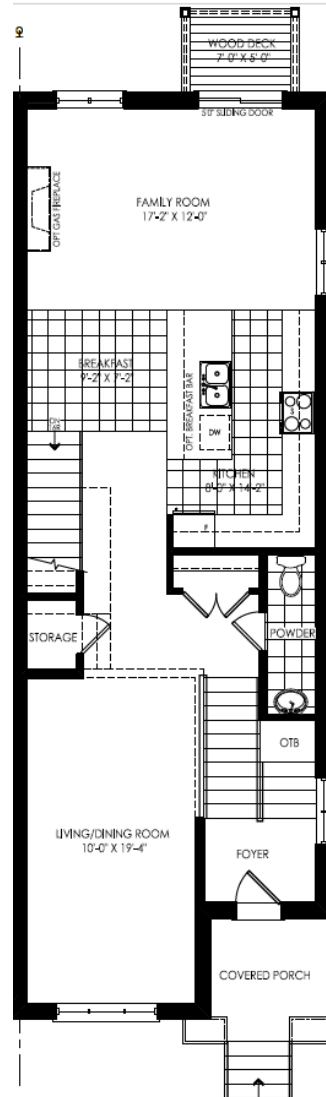 WOOD DECK
7'-0" X 5'-0"
5'0" SLIDING DOOR
FAMILY ROOM
17'-2" X 12'-0"
OPT GAS FIREPLACE
BREAKFAST
9'-2" X 7'-2"
OPT. BREAKFAST BAR
DW
KITCHEN
8'-0" X 14'-2"
F
STORAGE
POWDER
OTB
LIVING/DINING ROOM
10'-0" X 19'-4"
FOYER
COVERED PORCH